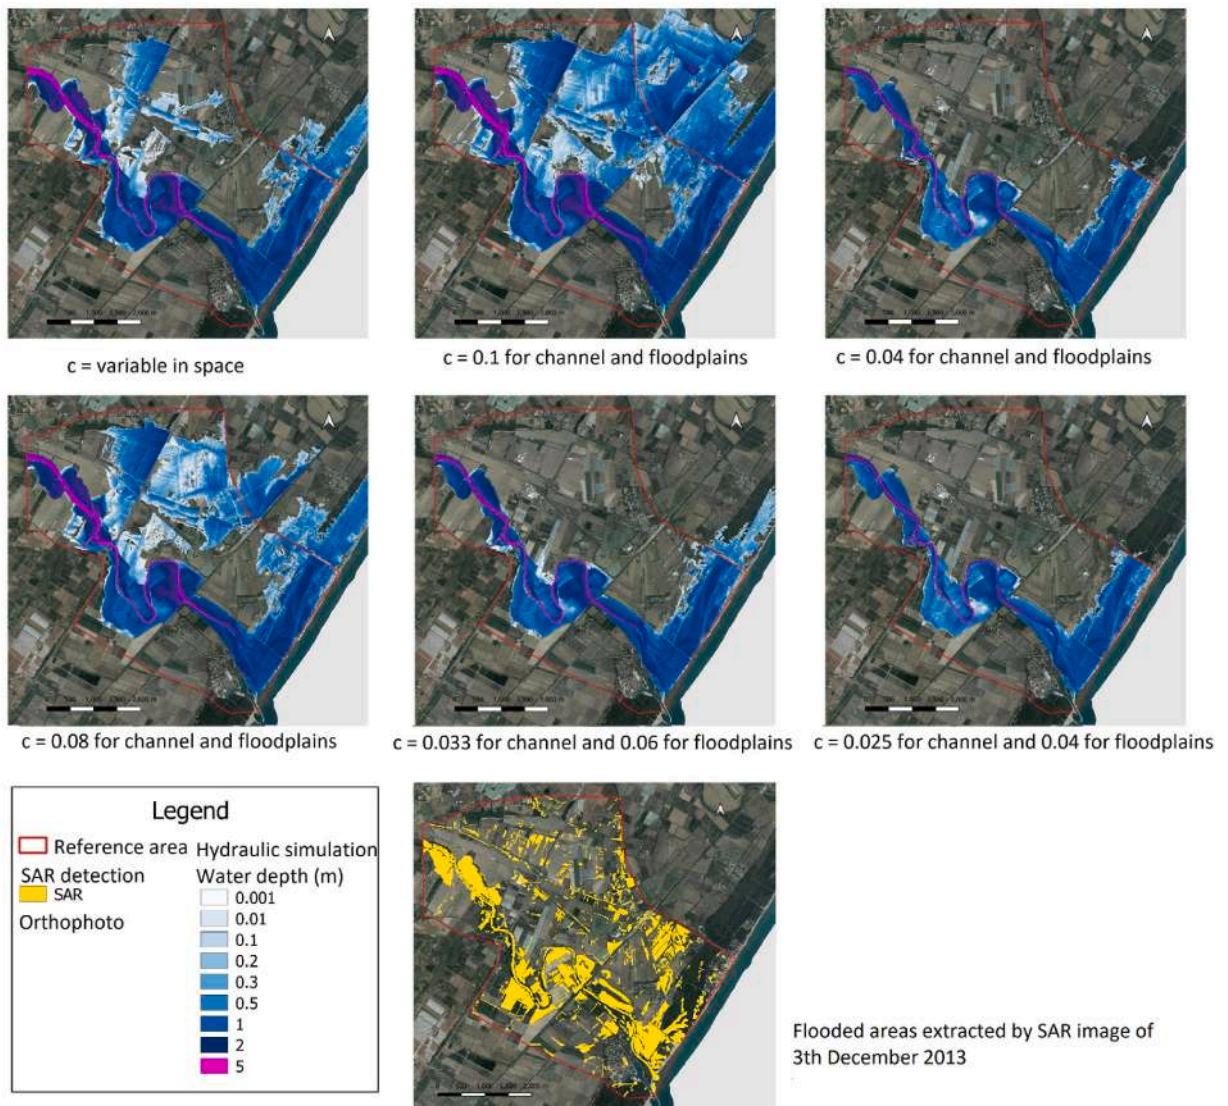 c = variable in space
c = 0.1 for channel and floodplains
c = 0.04 for channel and floodplains
c = 0.08 for channel and floodplains
c = 0.033 for channel and 0.06 for floodplains
c = 0.025 for channel and 0.04 for floodplains
Legend
Reference area
SAR detection
SAR
Orthophoto
Hydraulic simulation
Water depth (m)
0.001
0.01
0.1
0.2
0.3
0.5
1
2
5
Flooded areas extracted by SAR image of
3th December 2013